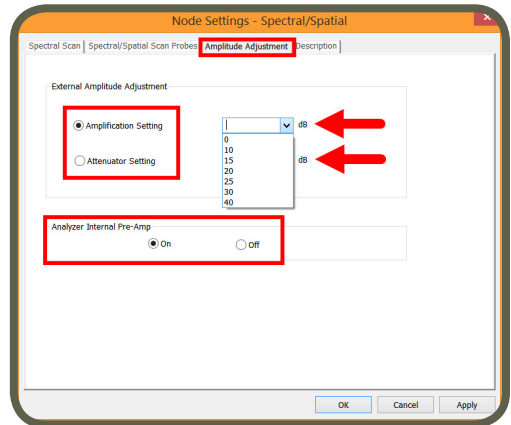 Node Settings - Spectral/Spatial
Spectral Scan Spectral/Spatial Scan Probes Amplitude Adjustment Description
External Amplitude Adjustment
Amplification Setting dB
0
10
Attenuator Setting 15 dB
20
25
30
40
Analyzer Internal Pre-Amp
On Off
OK Cancel Apply